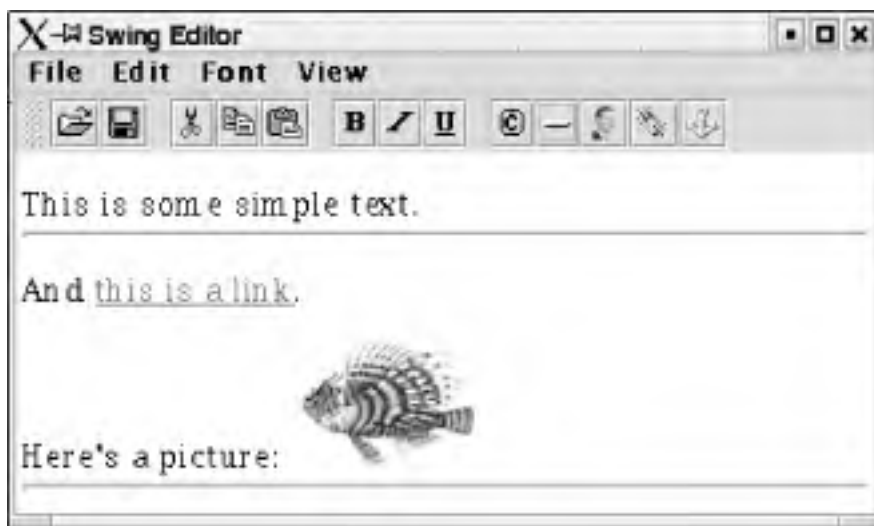 Swing Editor
File Edit Font View
B I U © —
This is some simple text.
And this is a link.
Here's a picture: